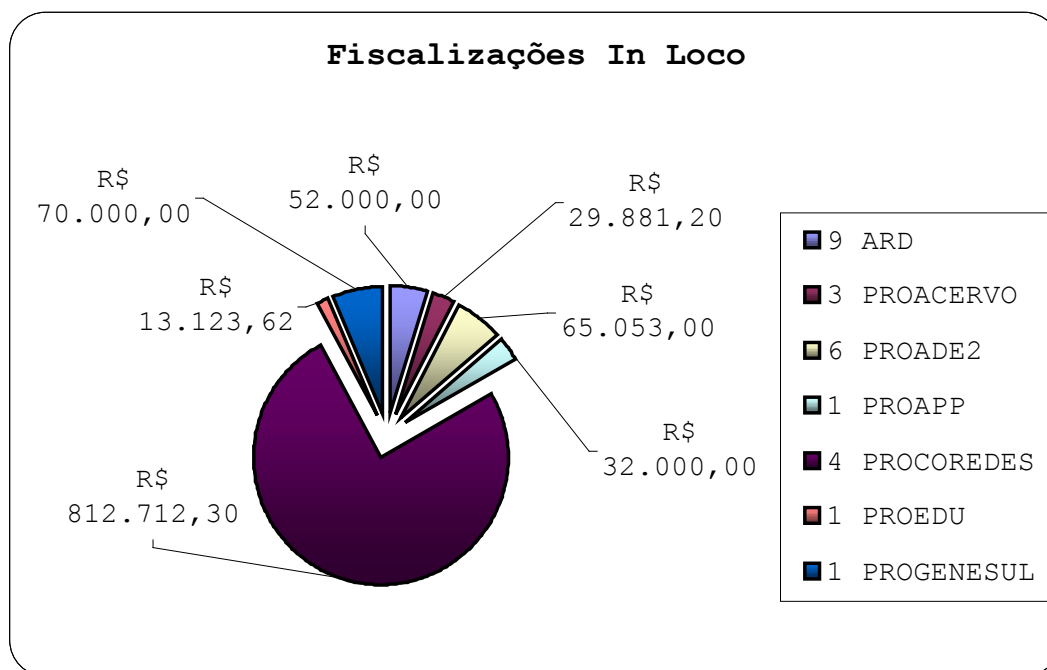 Fiscalizações In Loco
R$
70.000,00
R$
52.000,00
R$
29.881,20
R$
13.123,62
R$
65.053,00
R$
32.000,00
R$
812.712,30
9 ARD
3 PROACERVO
6 PROADE2
1 PROAPP
4 PROCOREDES
1 PROEDU
1 PROGENESUL